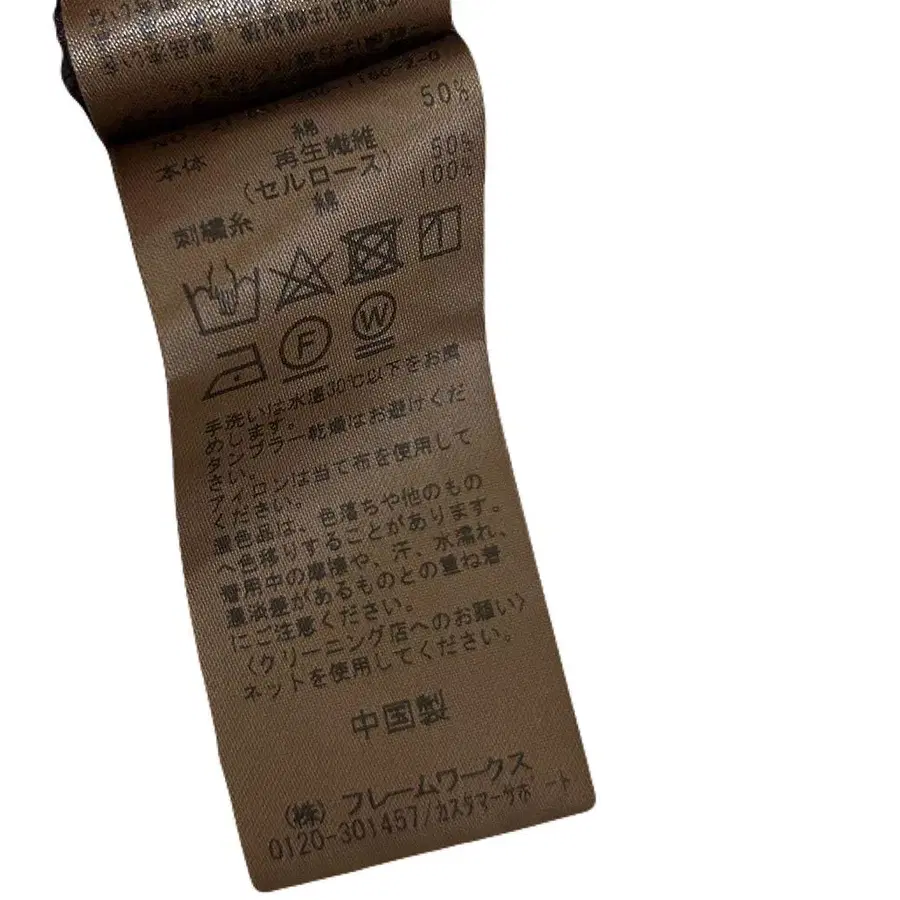 綿 50%
本体 再生繊維
(セルロース) 50%
刺繍糸 綿 100%
F
W
手洗いは水温30℃以下をお薦
めします。
タンブラー乾燥はお避けくだ
さい。
アイロンは当て布を使用して
ください。
濃色品は、色落ちや他のもの
へ色移りすることがあります。
着用中の摩擦や、汗、水濡れ、
濃淡差があるものとの重ね着
にご注意ください。
〈クリーニング店へのお願い〉
ネットを使用してください。
中国製
(株) フレームワークス
0120-301457/カスタマーサポート